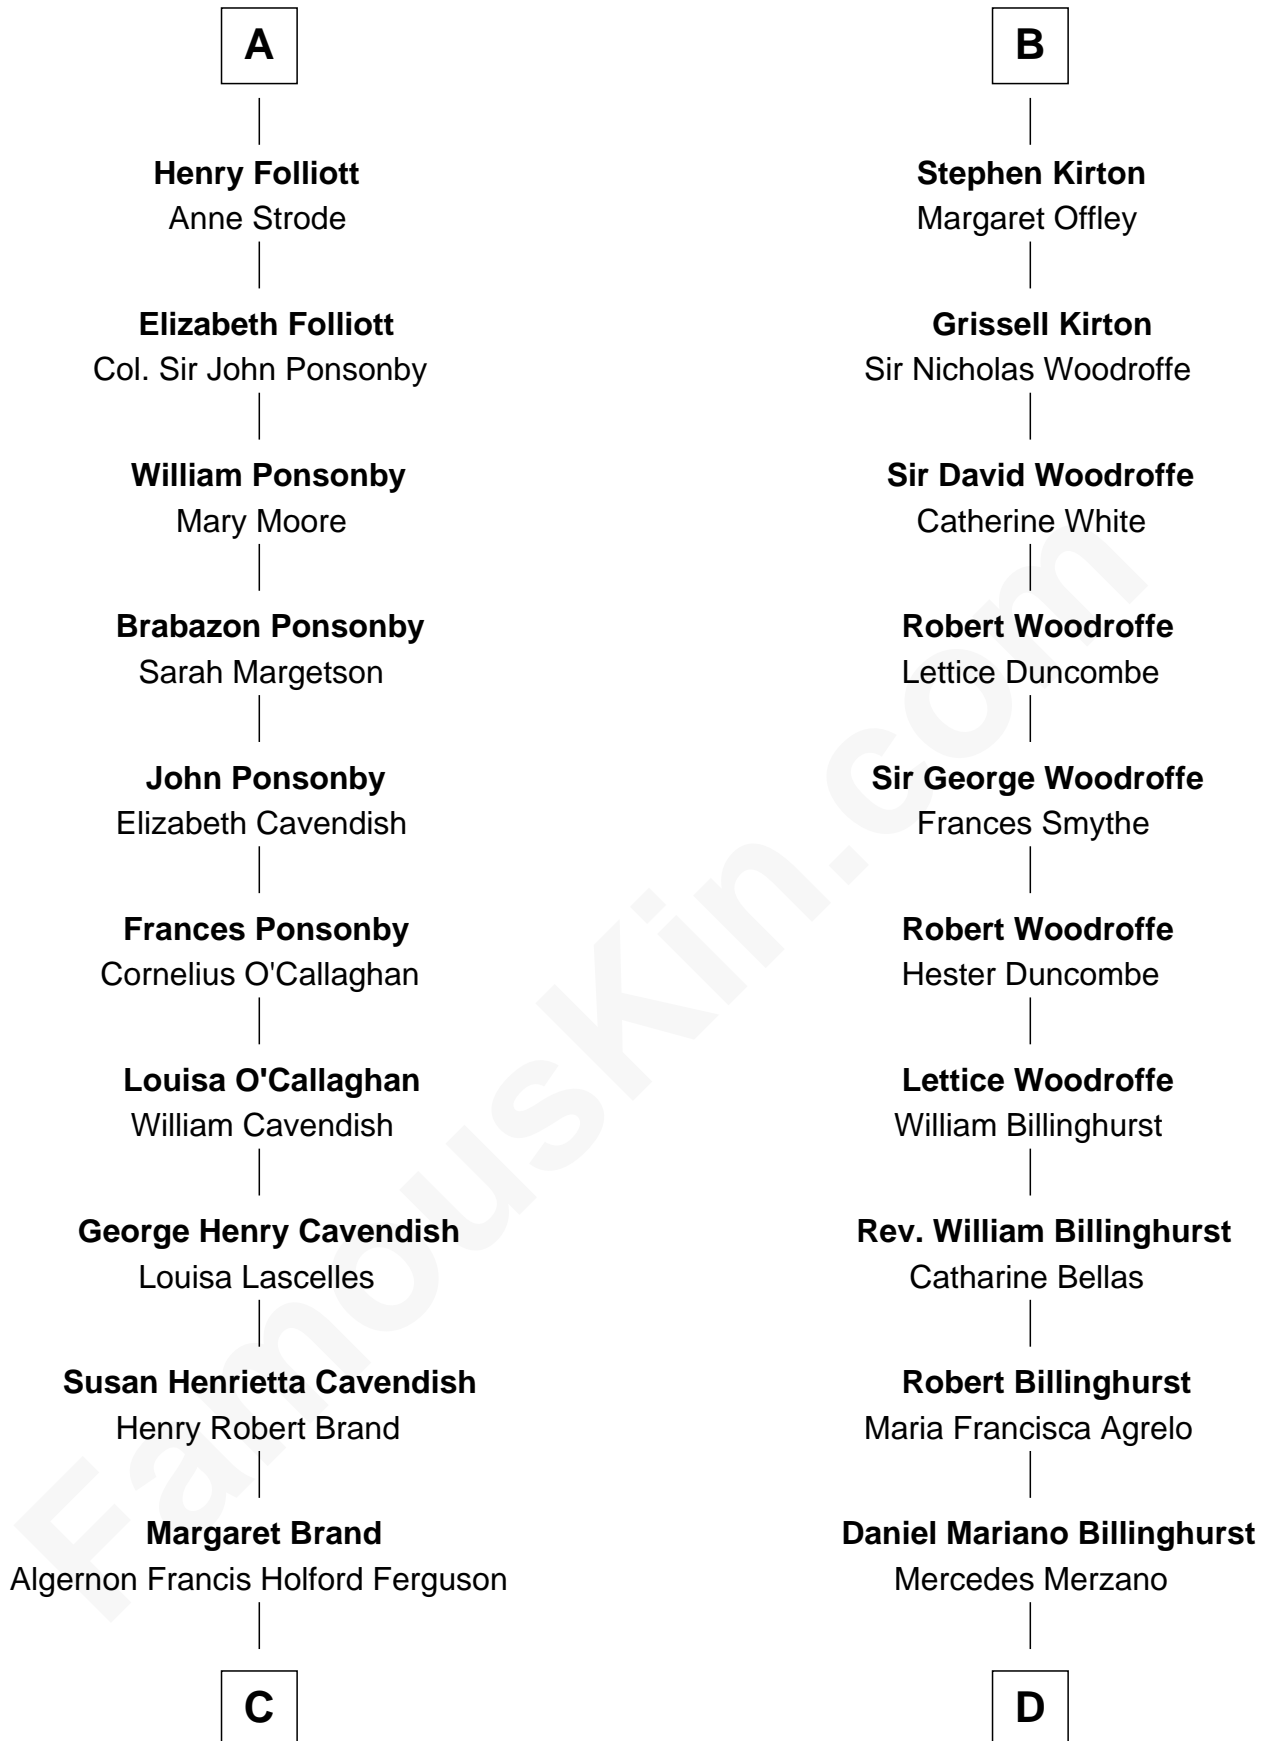 A
Henry Folliott
Anne Strode
Elizabeth Folliott
Col. Sir John Ponsonby
William Ponsonby
Mary Moore
Brabazon Ponsonby
Sarah Margetson
John Ponsonby
Elizabeth Cavendish
Frances Ponsonby
Cornelius O'Callaghan
Louisa O'Callaghan
William Cavendish
George Henry Cavendish
Louisa Lascelles
Susan Henrietta Cavendish
Henry Robert Brand
Margaret Brand
Algernon Francis Holford Ferguson
C
B
Stephen Kirton
Margaret Offley
Grissell Kirton
Sir Nicholas Woodroffe
Sir David Woodroffe
Catherine White
Robert Woodroffe
Lettice Duncombe
Sir George Woodroffe
Frances Smythe
Robert Woodroffe
Hester Duncombe
Lettice Woodroffe
William Billinghurst
Rev. William Billinghurst
Catharine Bellas
Robert Billinghurst
Maria Francisca Agrelo
Daniel Mariano Billinghurst
Mercedes Merzano
D
FamousKin.com